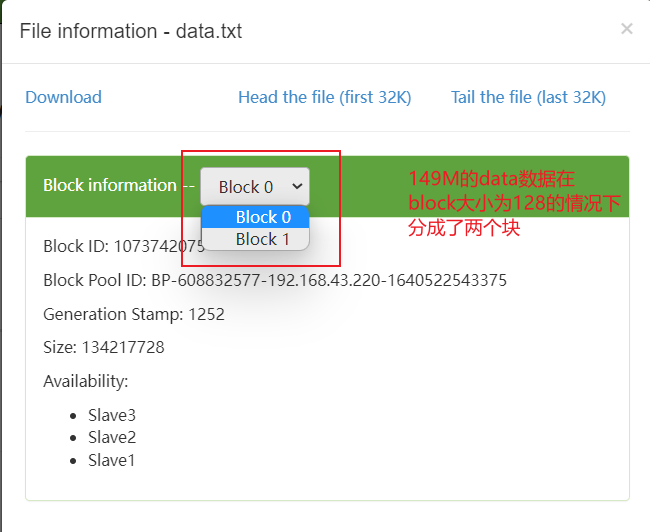 File information - data.txt
×
Download
Head the file (first 32K)
Tail the file (last 32K)
Block information --
Block 0
Block 0
Block 1
149M的data数据在
block大小为128的情况下
分成了两个块
Block ID: 1073742075
Block Pool ID: BP-608832577-192.168.43.220-1640522543375
Generation Stamp: 1252
Size: 134217728
Availability:
Slave3
Slave2
Slave1